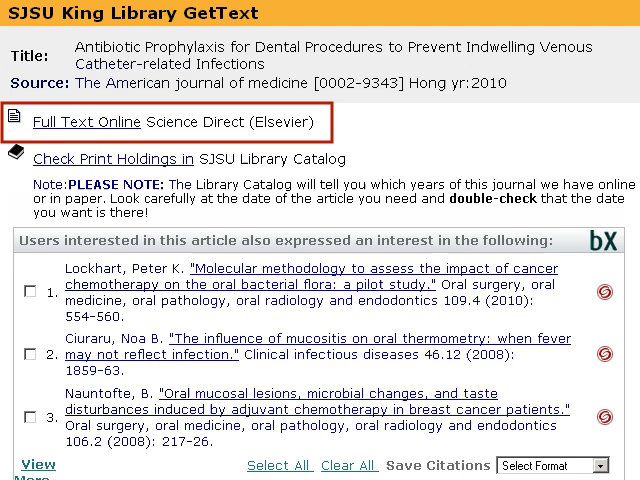 SJSU King Library GetText
Title: Antibiotic Prophylaxis for Dental Procedures to Prevent Indwelling Venous
Catheter-related Infections
Source: The American journal of medicine [0002-9343] Hong yr:2010
Full Text Online Science Direct (Elsevier)
Check Print Holdings in SJSU Library Catalog
Note:PLEASE NOTE: The Library Catalog will tell you which years of this journal we have online
or in paper. Look carefully at the date of the article you need and double-check that the date
you want is there!
Users interested in this article also expressed an interest in the following: bX
1. Lockhart, Peter K. "Molecular methodology to assess the impact of cancer
chemotherapy on the oral bacterial flora: a pilot study." Oral surgery, oral
medicine, oral pathology, oral radiology and endodontics 109.4 (2010):
554-560.
2. Ciuraru, Noa B. "The influence of mucositis on oral thermometry: when fever
may not reflect infection." Clinical infectious diseases 46.12 (2008):
1859-63.
3. Nauntofte, B. "Oral mucosal lesions, microbial changes, and taste
disturbances induced by adjuvant chemotherapy in breast cancer patients."
Oral surgery, oral medicine, oral pathology, oral radiology and endodontics
106.2 (2008): 217-26.
View Select All Clear All Save Citations Select Format
More